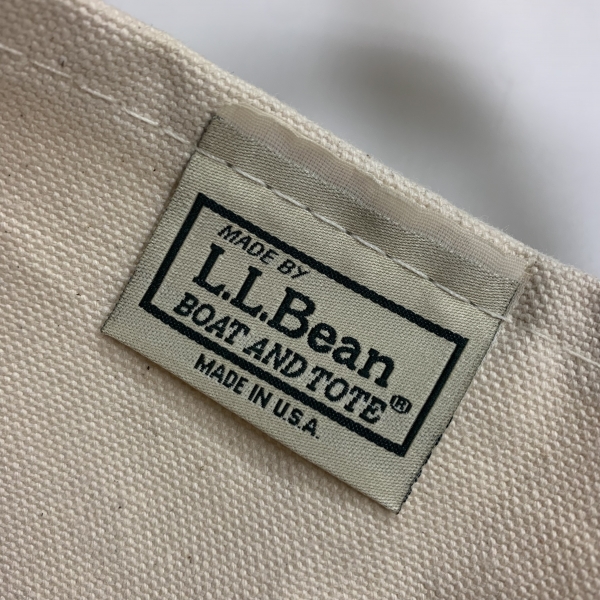 MADE BY
L.L.Bean
BOAT AND TOTE®
MADE IN U.S.A.